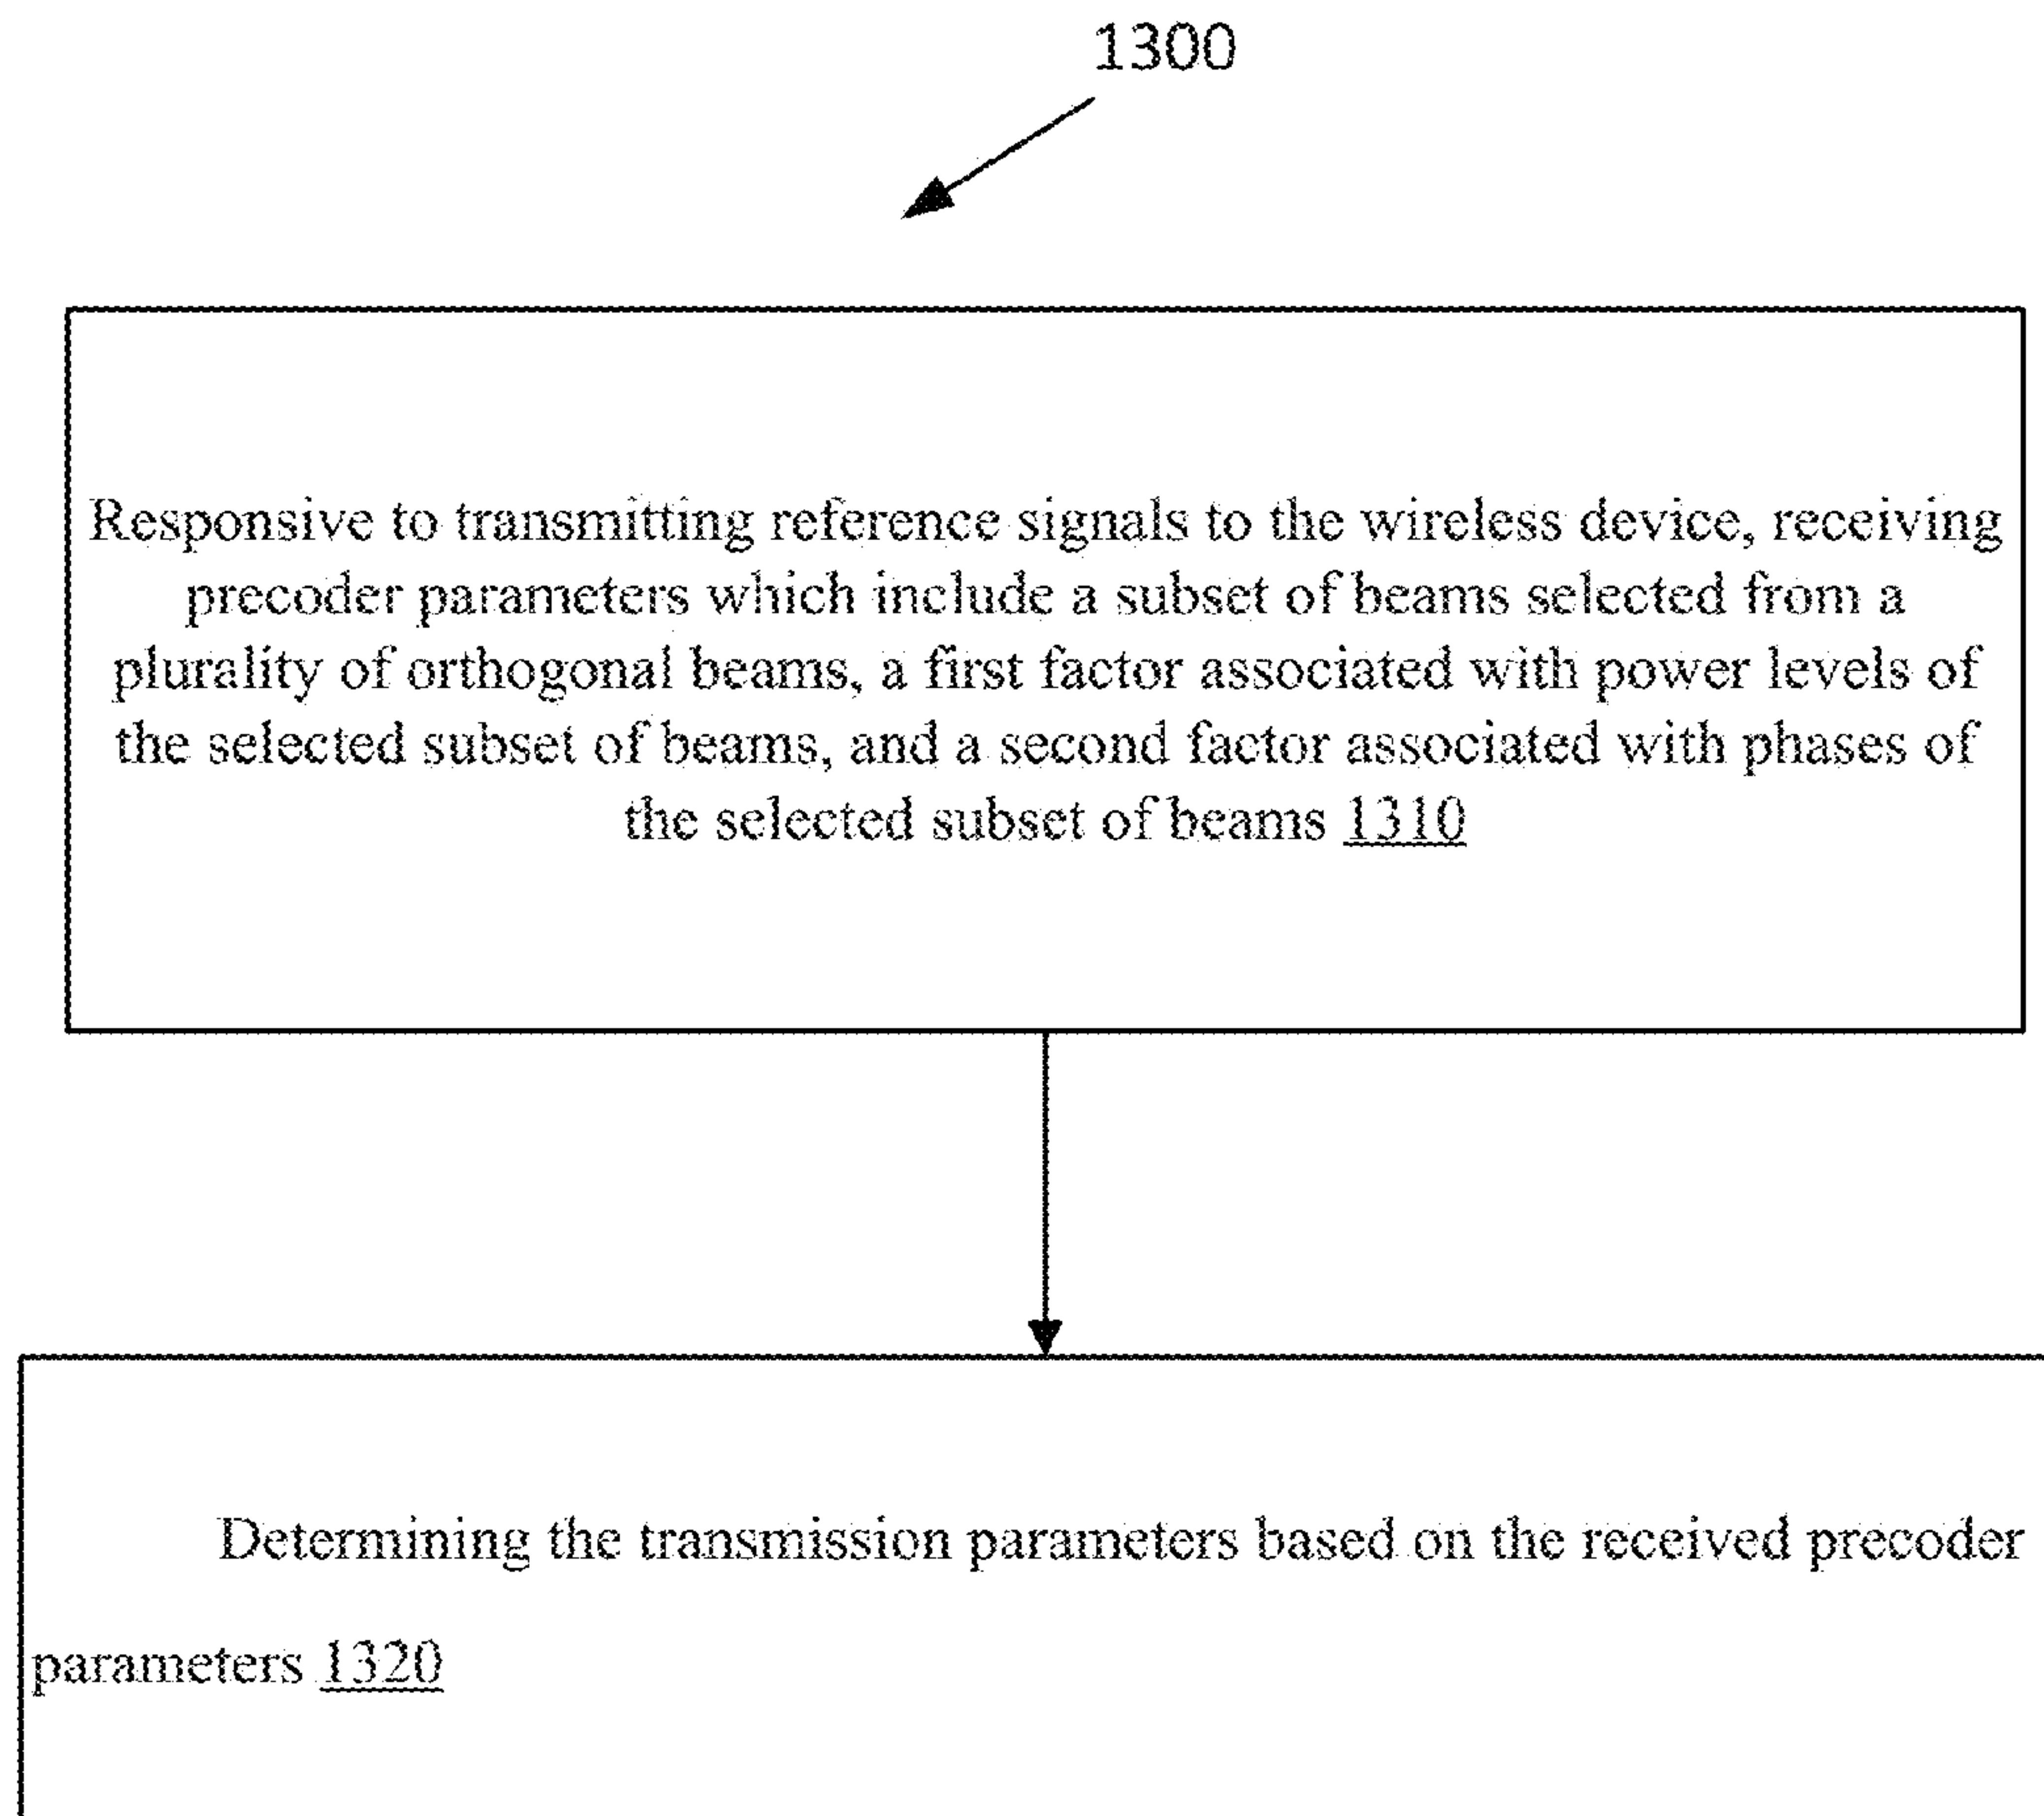 1300
Responsive to transmitting reference signals to the wireless device, receiving
precoder parameters which include a subset of beams selected from a
plurality of orthogonal beams, a first factor associated with power levels of
the selected subset of beams, and a second factor associated with phases of
the selected subset of beams 1310
Determining the transmission parameters based on the received precoder
parameters 1320